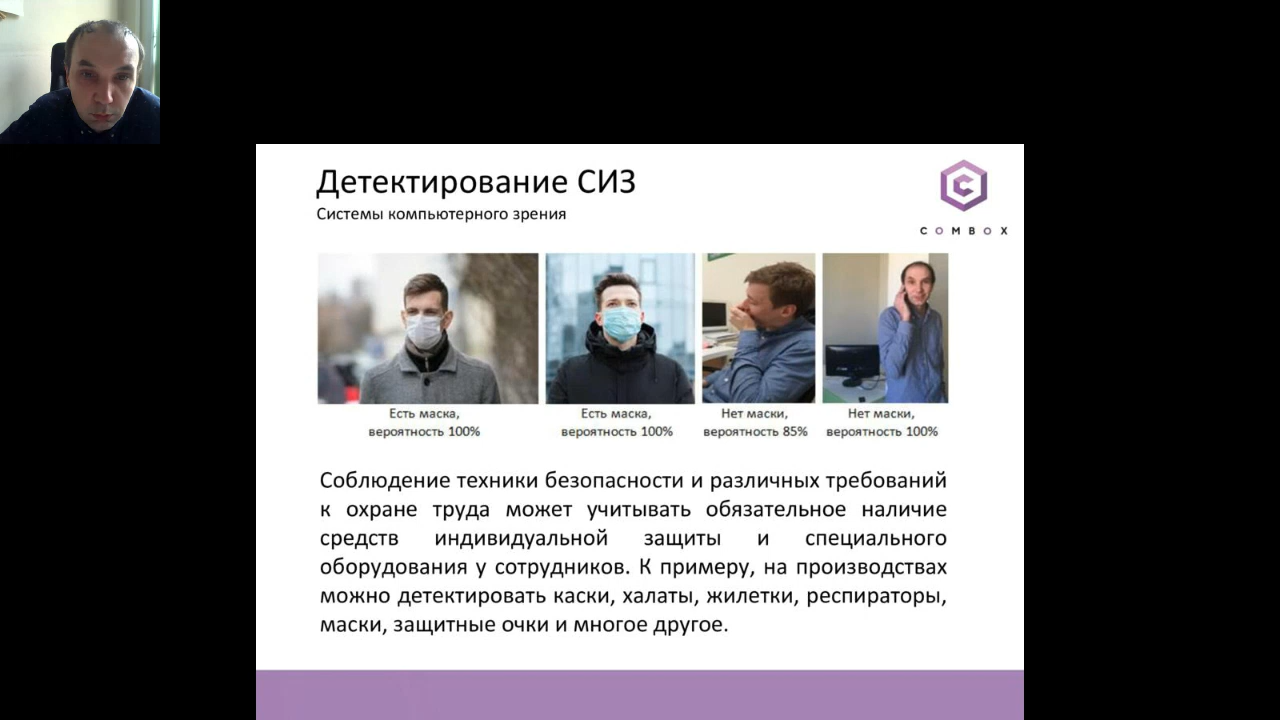 Детектирование СИЗ
Системы компьютерного зрения
COMBOX
Есть маска,
вероятность 100%
Есть маска,
вероятность 100%
Нет маски,
вероятность 85%
Нет маски,
вероятность 100%
Соблюдение техники безопасности и различных требований
к охране труда может учитывать обязательное наличие
средств индивидуальной защиты и специального
оборудования у сотрудников. К примеру, на производствах
можно детектировать каски, халаты, жилетки, респираторы,
маски, защитные очки и многое другое.